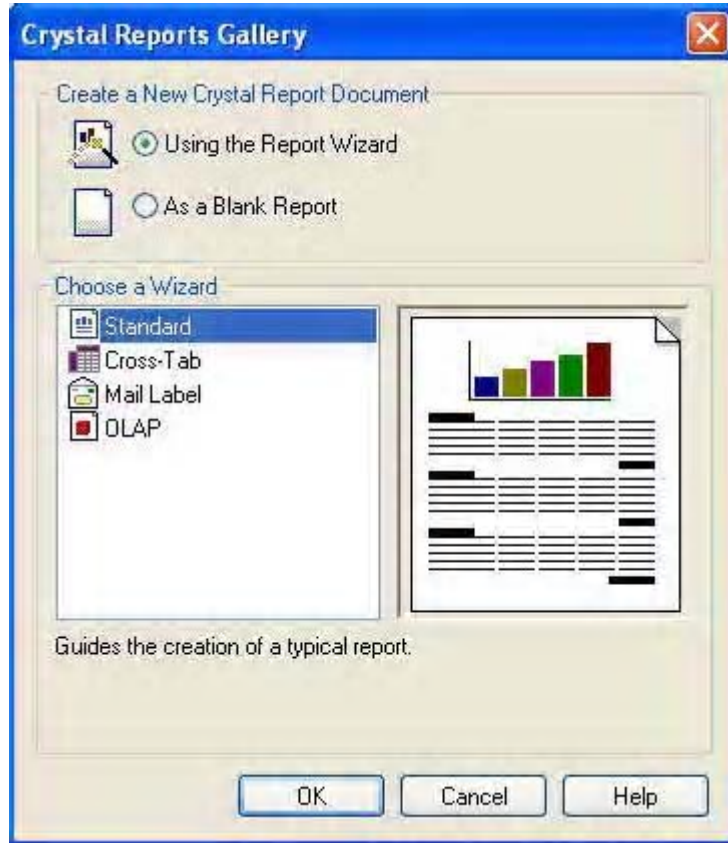 Crystal Reports Gallery
Create a New Crystal Report Document
Using the Report Wizard
As a Blank Report
Choose a Wizard
Standard
Cross-Tab
Mail Label
OLAP
Guides the creation of a typical report.
OK Cancel Help